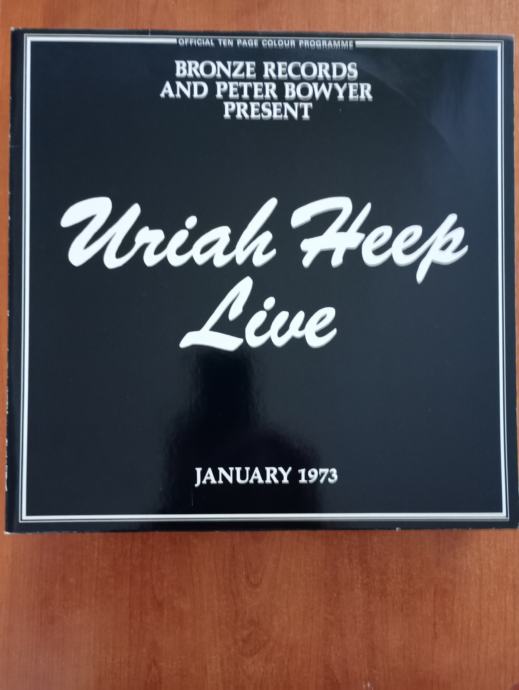 OFFICIAL TEN PAGE COLOUR PROGRAMME
BRONZE RECORDS
AND PETER BOWYER
PRESENT
Uriah Heep
Live
JANUARY 1973